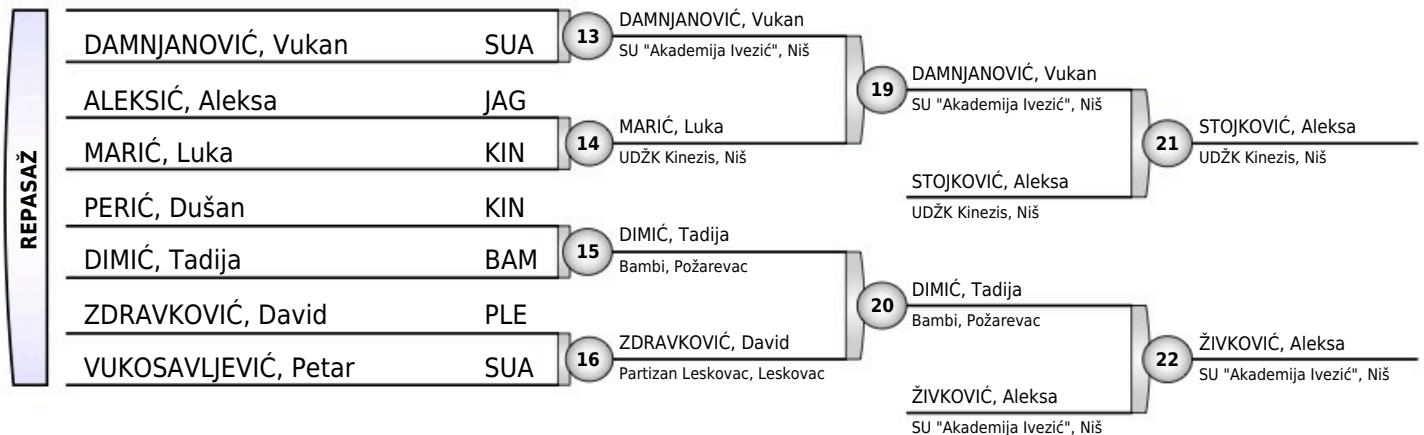 REPASAŽ
DAMNJANOVIĆ, Vukan SUA
ALEKSIĆ, Aleksa JAG
MARIĆ, Luka KIN
PERIĆ, Dušan KIN
DIMIĆ, Tadija BAM
ZDRAVKOVIĆ, David PLE
VUKOSAVLJEVIĆ, Petar SUA
13
DAMNJANOVIĆ, Vukan
SU "Akademija Ivezić", Niš
14
MARIĆ, Luka
UDŽK Kinezis, Niš
15
DIMIĆ, Tadija
Bambi, Požarevac
16
ZDRAVKOVIĆ, David
Partizan Leskovac, Leskovac
19
DAMNJANOVIĆ, Vukan
SU "Akademija Ivezić", Niš
STOJKOVIĆ, Aleksa
UDŽK Kinezis, Niš
20
DIMIĆ, Tadija
Bambi, Požarevac
ŽIVKOVIĆ, Aleksa
SU "Akademija Ivezić", Niš
21
STOJKOVIĆ, Aleksa
UDŽK Kinezis, Niš
22
ŽIVKOVIĆ, Aleksa
SU "Akademija Ivezić", Niš